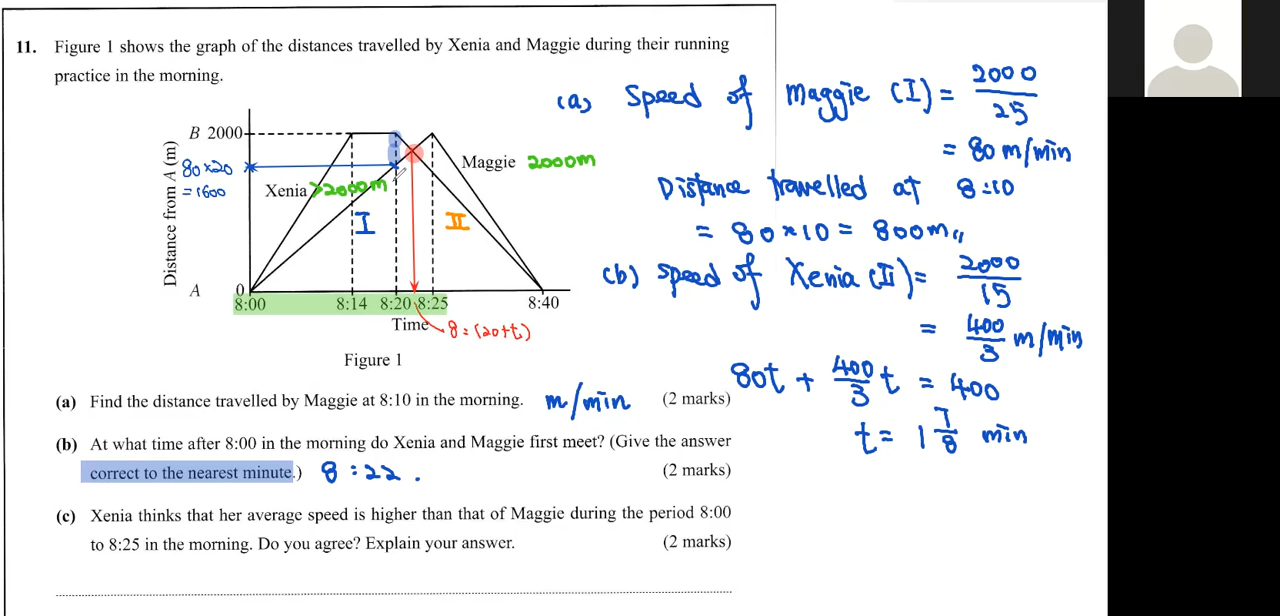 11. Figure 1 shows the graph of the distances travelled by Xenia and Maggie during their running
practice in the morning.
Distance from A (m)
B 2000
80×20
= 1600
A
0
Xenia >2000m
I
II
Maggie 2000m
8:00 8:14 8:20 8:25 8:40
Time
8=(20+t)
Figure 1
(a) Find the distance travelled by Maggie at 8:10 in the morning. m/min (2 marks)
(b) At what time after 8:00 in the morning do Xenia and Maggie first meet? (Give the answer
correct to the nearest minute.) 8:22. (2 marks)
(c) Xenia thinks that her average speed is higher than that of Maggie during the period 8:00
to 8:25 in the morning. Do you agree? Explain your answer. (2 marks)
(a) Speed of Maggie (I) = 2000/25
= 80 m/min
Distance travelled at 8:10
= 80×10 = 800m,,
(b) speed of Xenia (II) = 2000/15
= 400/3 m/min
80t + 400/3 t = 400
t = 1 7/8 min